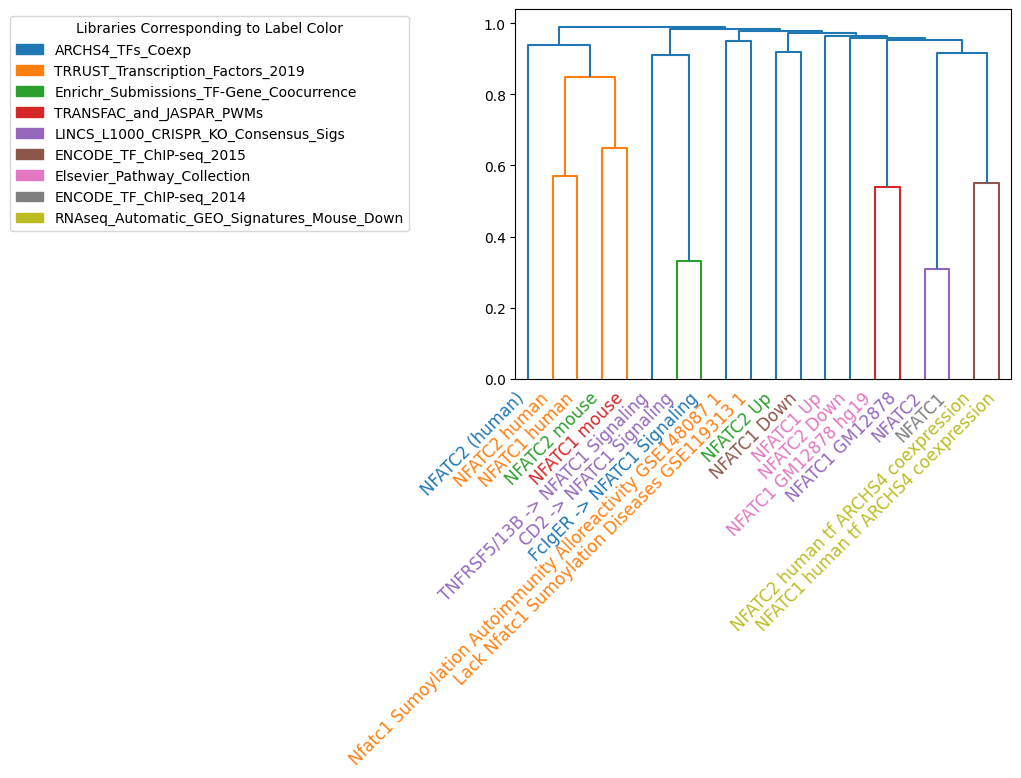 Libraries Corresponding to Label Color
ARCHS4_TFs_Coexp
TRRUST_Transcription_Factors_2019
Enrichr_Submissions_TF-Gene_Coocurrence
TRANSFAC_and_JASPAR_PWMs
LINCS_L1000_CRISPR_KO_Consensus_Sigs
ENCODE_TF_ChIP-seq_2015
Elsevier_Pathway_Collection
ENCODE_TF_ChIP-seq_2014
RNAseq_Automatic_GEO_Signatures_Mouse_Down
1.0
0.8
0.6
0.4
0.2
0.0
NFATC2 (human)
NFATC2 human
NFATC1 human
NFATC2 mouse
NFATC1 mouse
TNFRSF5/13B -> NFATC1 Signaling
CD2 -> NFATC1 Signaling
FcIgER -> NFATC1 Signaling
Nfatc1 Sumoylation Autoimmunity Alloreactivity GSE148087 1
Lack Nfatc1 Sumoylation Diseases GSE119313 1
NFATC2 Up
NFATC1 Down
NFATC1 Up
NFATC2 Down
NFATC1 GM12878 hg19
NFATC1 GM12878
NFATC2
NFATC1
NFATC2 human tf ARCHS4 coexpression
NFATC1 human tf ARCHS4 coexpression